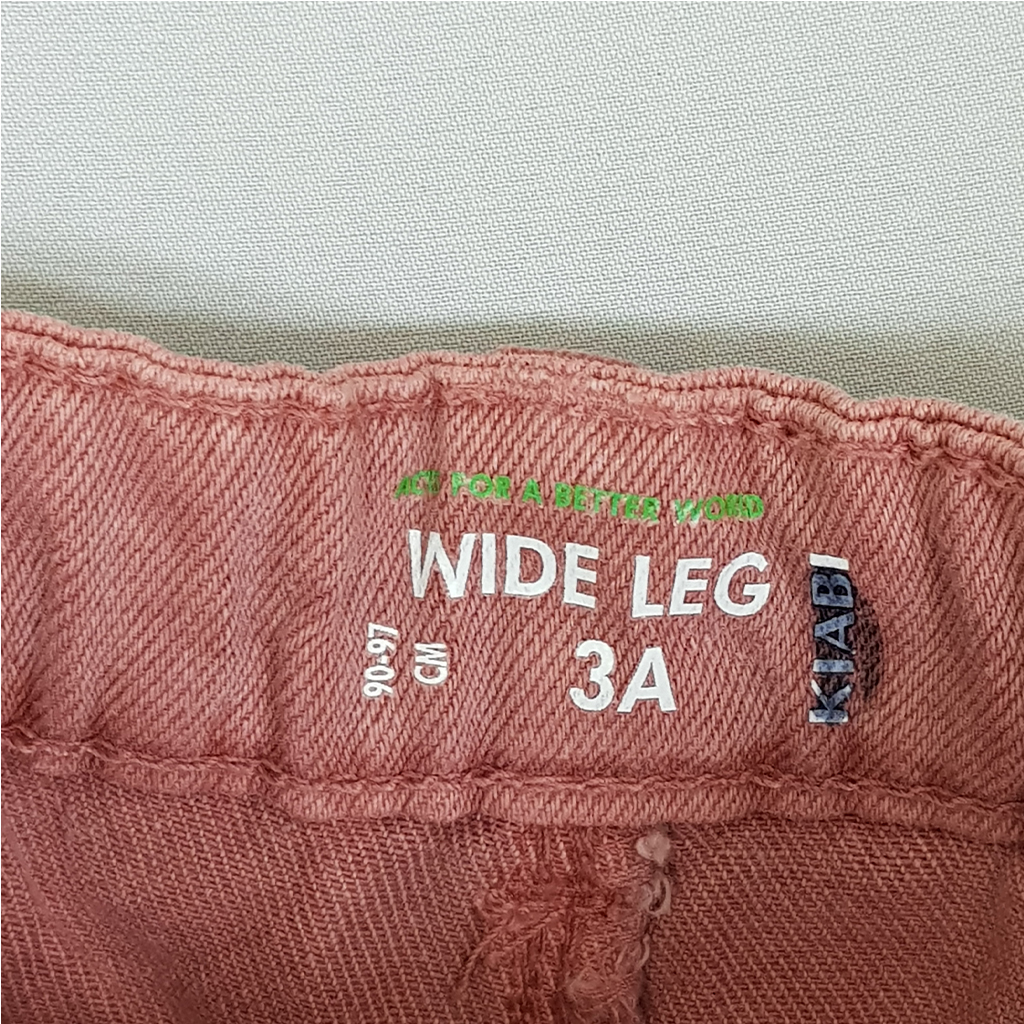 ACT FOR A BETTER WORD
WIDE LEG
90-97
CM
3A
KIABI